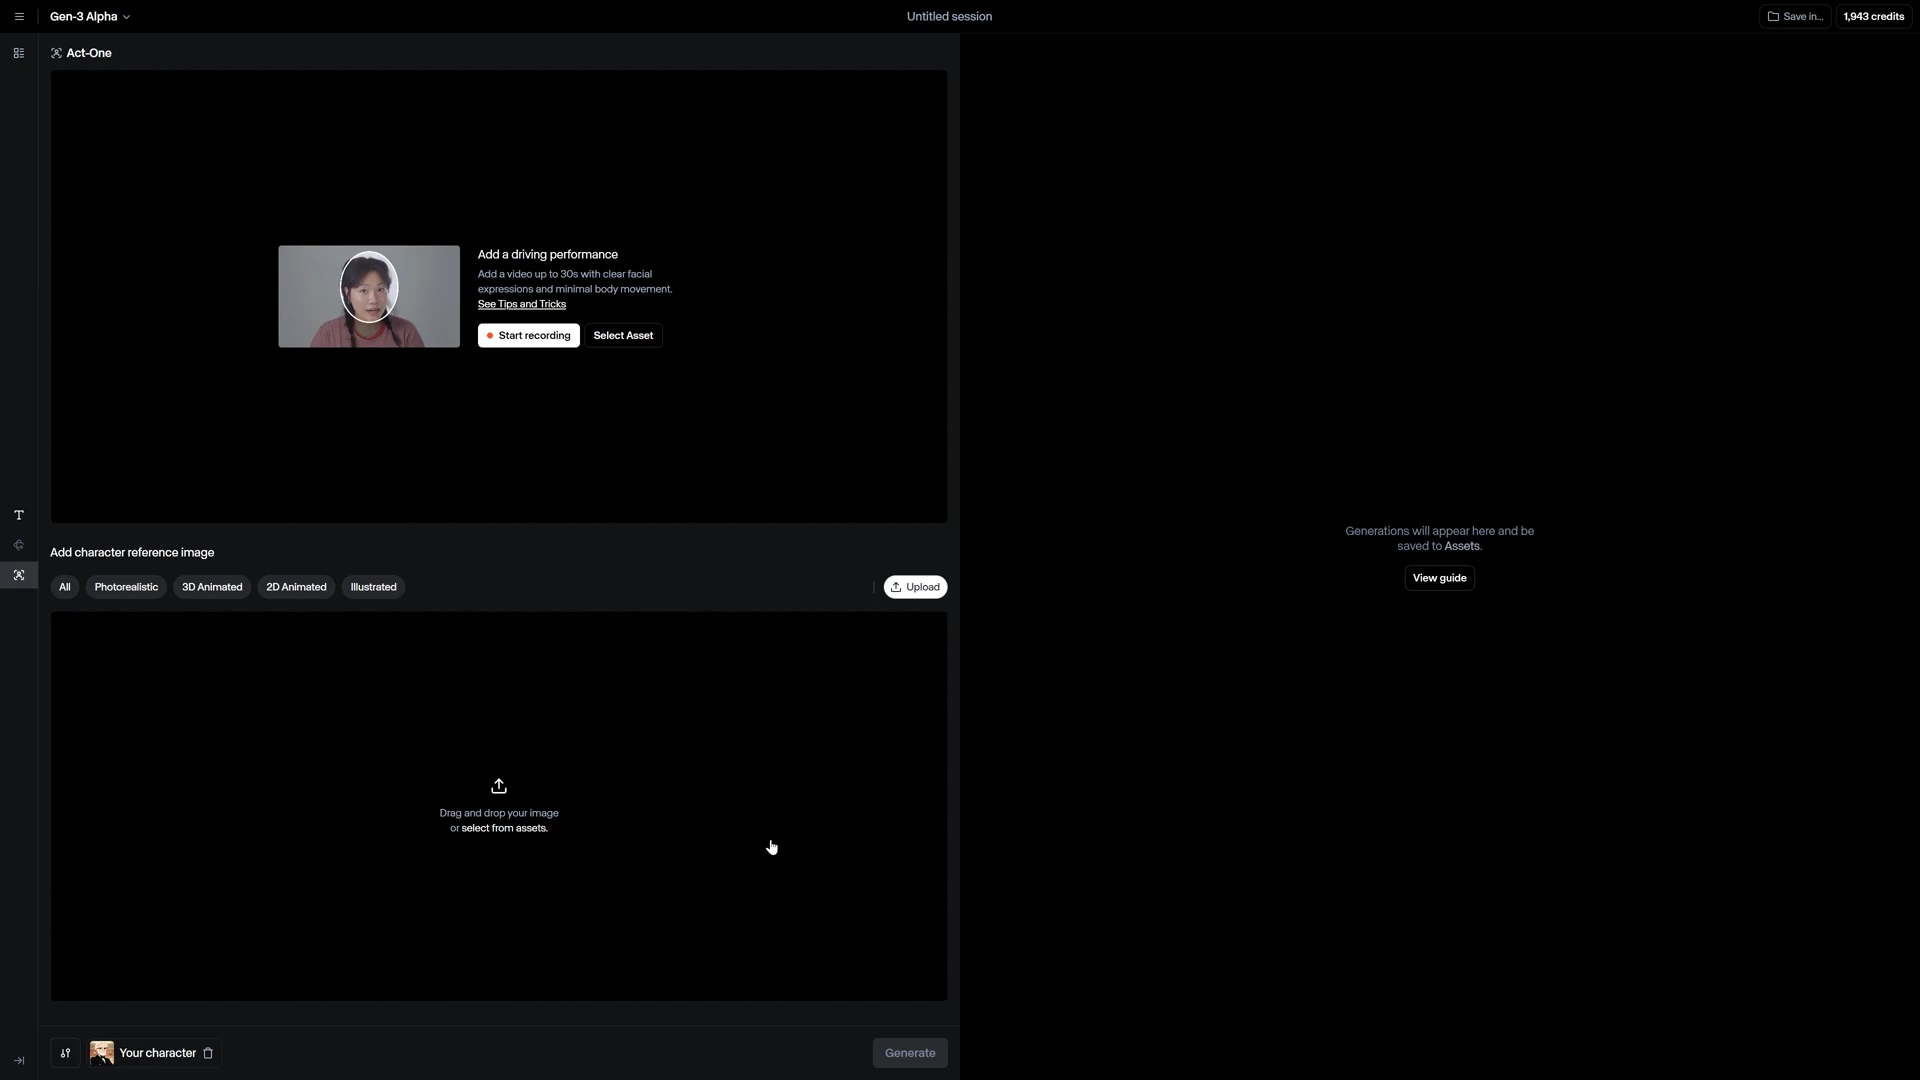 Gen-3 Alpha
Untitled session
Save in...
1,943 credits
Act-One
Add a driving performance
Add a video up to 30s with clear facial
expressions and minimal body movement.
See Tips and Tricks
Start recording
Select Asset
Add character reference image
All
Photorealistic
3D Animated
2D Animated
Illustrated
Upload
Drag and drop your image
or select from assets.
Generations will appear here and be
saved to Assets.
View guide
Your character
Generate